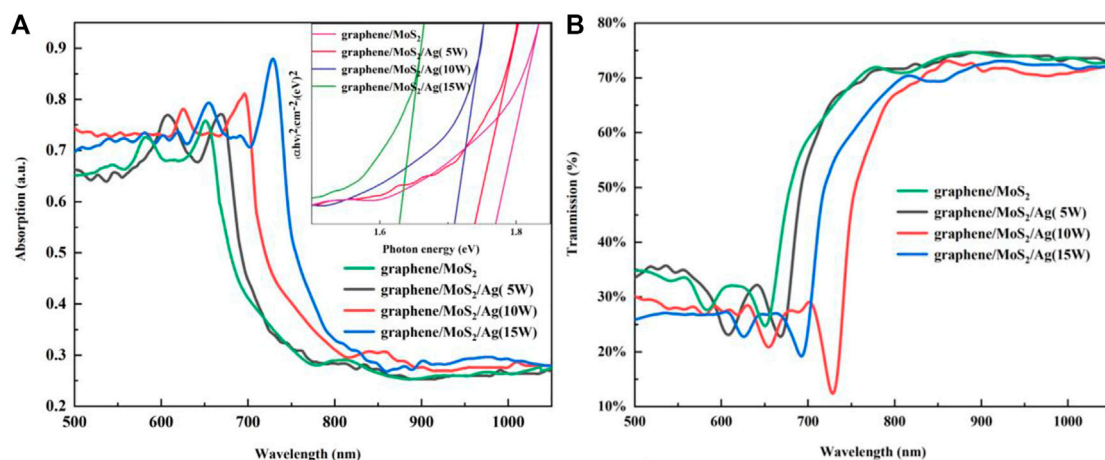 A
0.9
0.8
0.7
0.6
0.5
0.4
0.3
0.2
Absorption (a.u.)
500 600 700 800 900 1000
Wavelength (nm)
graphene/MoS2
graphene/MoS2/Ag( 5W)
graphene/MoS2/Ag(10W)
graphene/MoS2/Ag(15W)
(αhν)2(cm-2)(eV)2
1.6 1.8
Photon energy (eV)
graphene/MoS2
graphene/MoS2/Ag( 5W)
graphene/MoS2/Ag(10W)
graphene/MoS2/Ag(15W)
B
80%
70%
60%
50%
40%
30%
20%
10%
Tranmission (%)
graphene/MoS2
graphene/MoS2/Ag( 5W)
graphene/MoS2/Ag(10W)
graphene/MoS2/Ag(15W)
500 600 700 800 900 1000
Wavelength (nm)